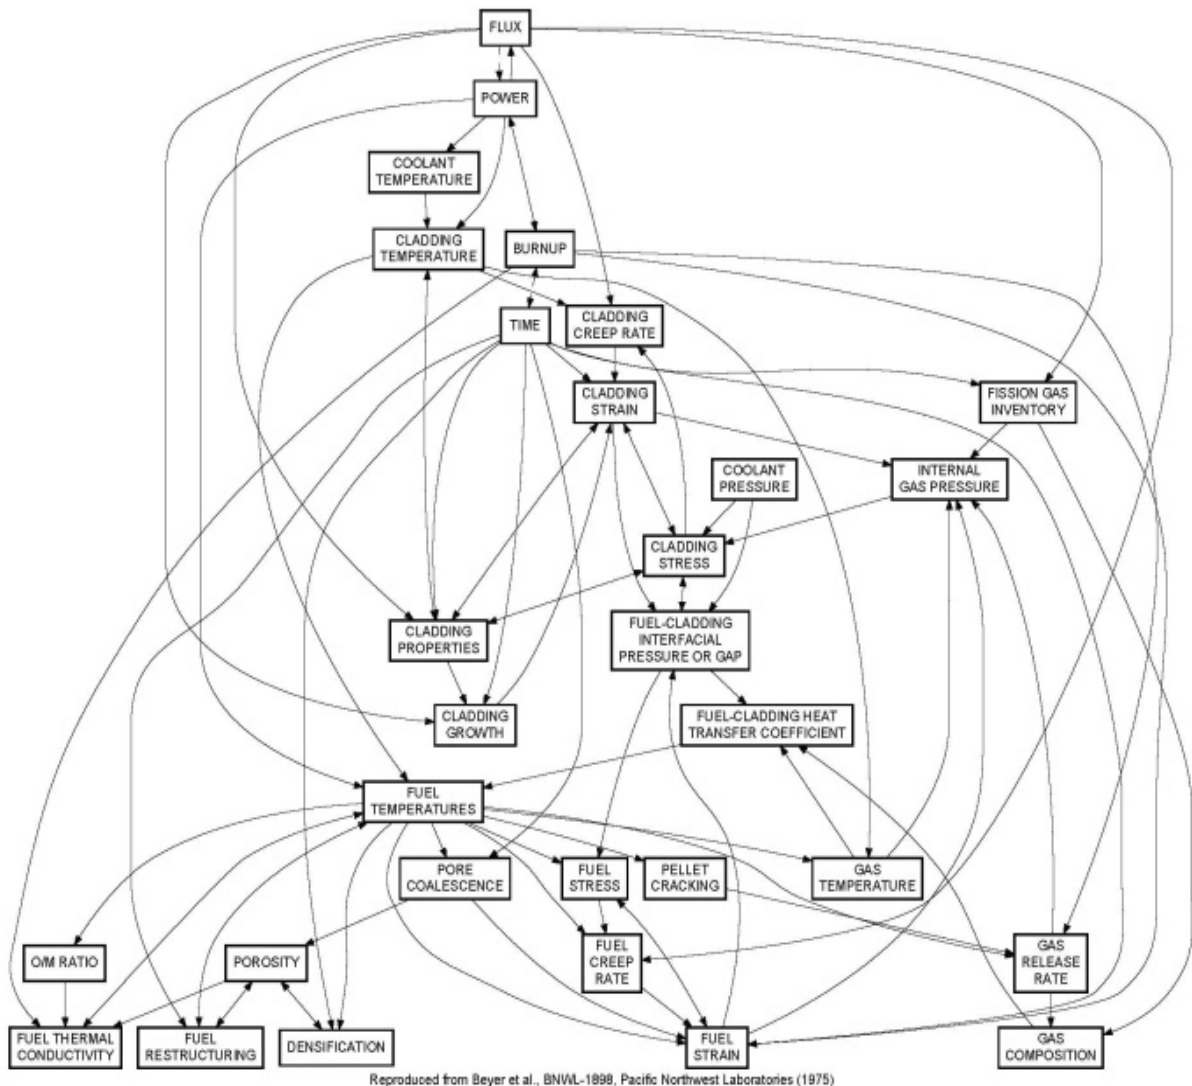 FLUX
POWER
COOLANT
TEMPERATURE
CLADDING
TEMPERATURE
BURNUP
TIME
CLADDING
CREEP RATE
CLADDING
STRAIN
FISSION GAS
INVENTORY
COOLANT
PRESSURE
INTERNAL
GAS PRESSURE
CLADDING
STRESS
CLADDING
PROPERTIES
FUEL-CLADDING
INTERFACIAL
PRESSURE OR GAP
CLADDING
GROWTH
FUEL-CLADDING HEAT
TRANSFER COEFFICIENT
FUEL
TEMPERATURES
PORE
COALESCENCE
FUEL
STRESS
PELLET
CRACKING
GAS
TEMPERATURE
O/M RATIO
POROSITY
FUEL
CREEP
RATE
GAS
RELEASE
RATE
FUEL THERMAL
CONDUCTIVITY
FUEL
RESTRUCTURING
DENSIFICATION
FUEL
STRAIN
GAS
COMPOSITION
Reproduced from Beyer et al., BNWL-1898, Pacific Northwest Laboratories (1975)